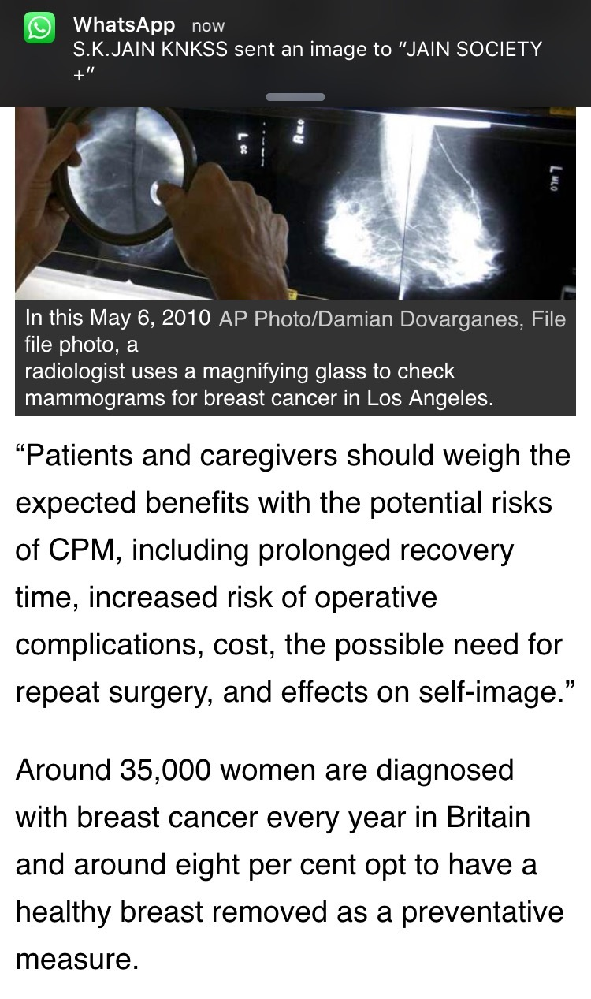 WhatsApp now
S.K.JAIN KNKSS sent an image to “JAIN SOCIETY
+”
L
R MLO
L MLO
In this May 6, 2010 AP Photo/Damian Dovarganes, File
file photo, a
radiologist uses a magnifying glass to check
mammograms for breast cancer in Los Angeles.
“Patients and caregivers should weigh the
expected benefits with the potential risks
of CPM, including prolonged recovery
time, increased risk of operative
complications, cost, the possible need for
repeat surgery, and effects on self-image.”
Around 35,000 women are diagnosed
with breast cancer every year in Britain
and around eight per cent opt to have a
healthy breast removed as a preventative
measure.